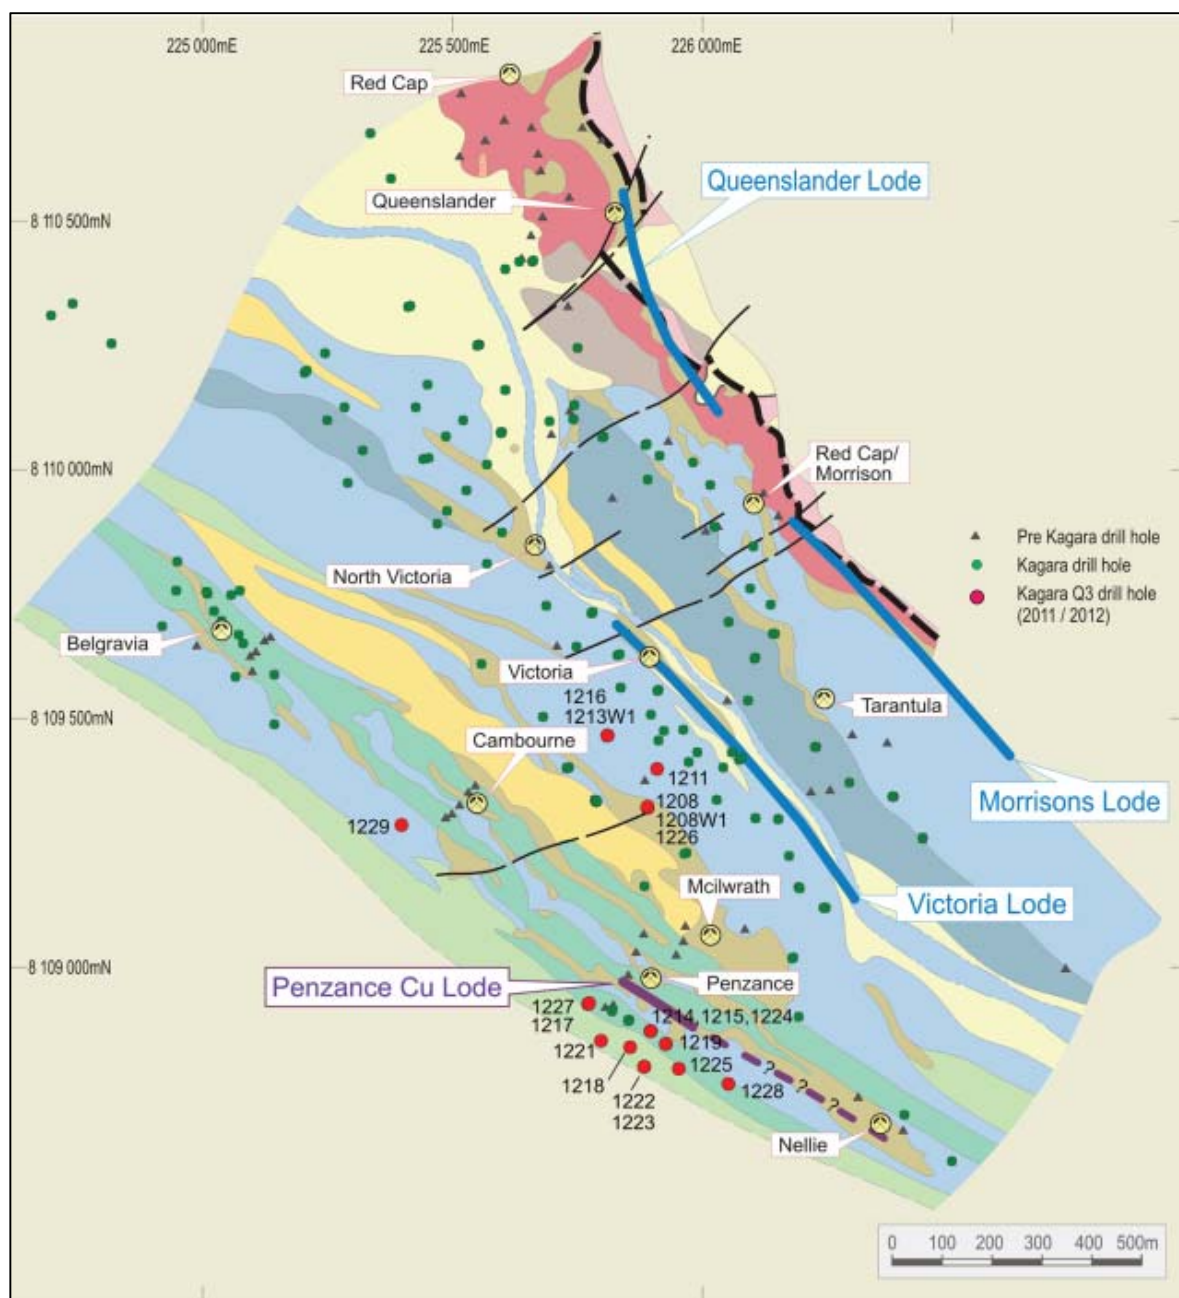 225 000mE
225 500mE
226 000mE
Red Cap
Queenslander Lode
Queenslander
8 110 500mN
8 110 000mN
Red Cap/
Morrison
Pre Kagara drill hole
Kagara drill hole
Kagara Q3 drill hole
(2011 / 2012)
North Victoria
Belgravia
Victoria
Tarantula
1216
1213W1
8 109 500mN
Cambourne
1211
Morrisons Lode
1208
1208W1
1226
1229
Mcilwrath
Victoria Lode
8 109 000mN
Penzance Cu Lode
Penzance
1227
1217
1214,1215,1224
1221
1219
1218
1225
1222
1223
1228
? ? ?
Nellie
0 100 200 300 400 500m